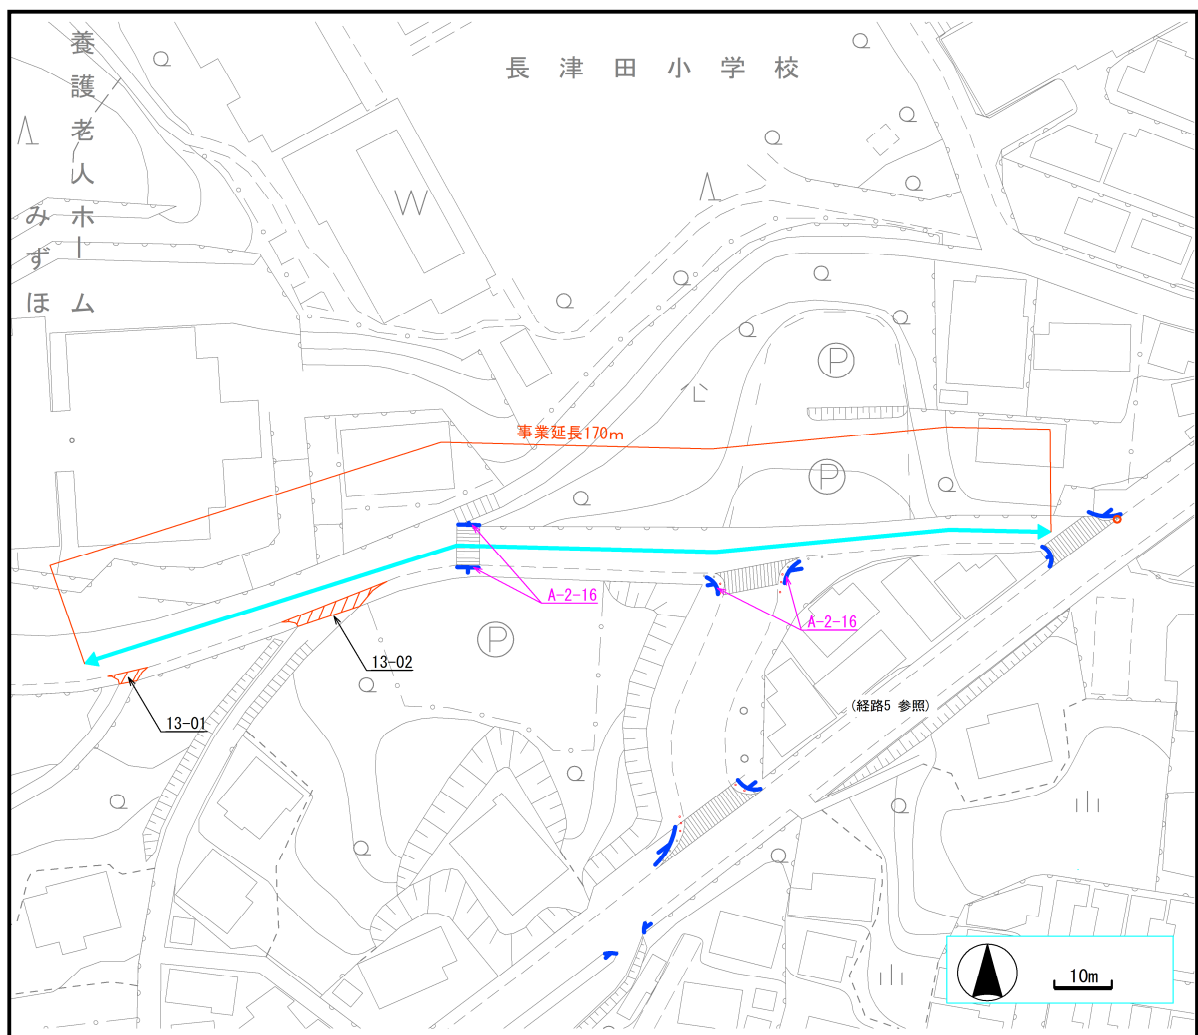 長津田小学校
養護老人ホーム
みずほ
W
P
事業延長170m
P
A-2-16
A-2-16
P
13-02
13-01
(経路5 参照)
10m